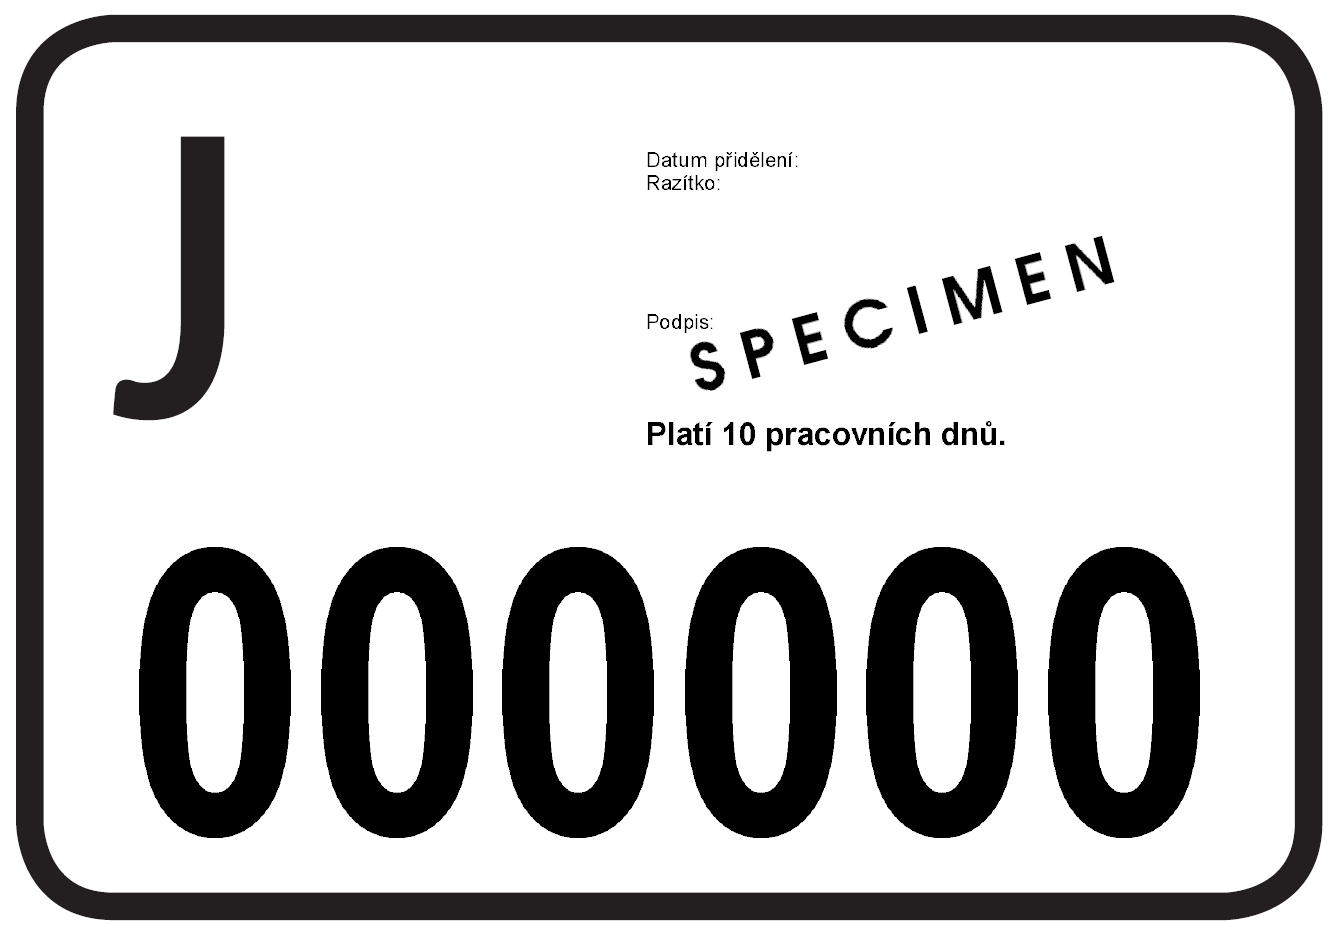 J
Datum přidělení:
Razítko:
Podpis:
SPECIMEN
Platí 10 pracovních dnů.
000000